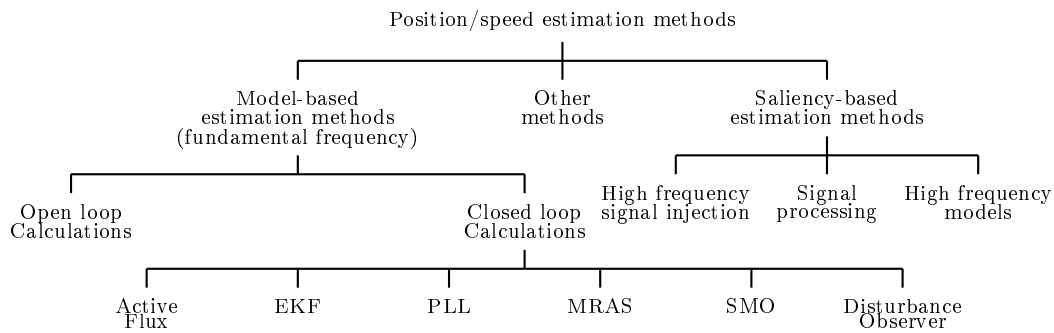 Position/speed estimation methods
Model-based
estimation methods
(fundamental frequency)
Other
methods
Saliency-based
estimation methods
Open loop
Calculations
Closed loop
Calculations
High frequency
signal injection
Signal
processing
High frequency
models
Active
Flux
EKF
PLL
MRAS
SMO
Disturbance
Observer